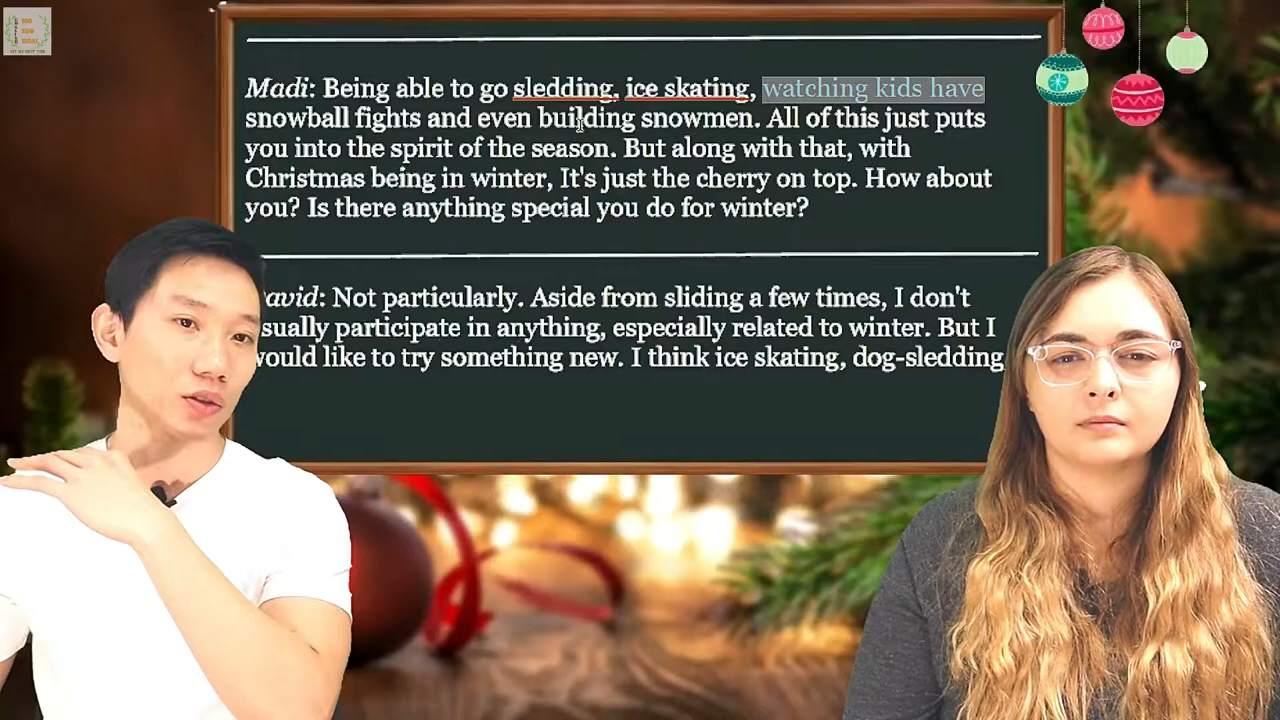 Madi: Being able to go sledding, ice skating, watching kids have
snowball fights and even building snowmen. All of this just puts
you into the spirit of the season. But along with that, with
Christmas being in winter, It's just the cherry on top. How about
you? Is there anything special you do for winter?
avid: Not particularly. Aside from sliding a few times, I don't
sually participate in anything, especially related to winter. But I
would like to try something new. I think ice skating, dog-sledding